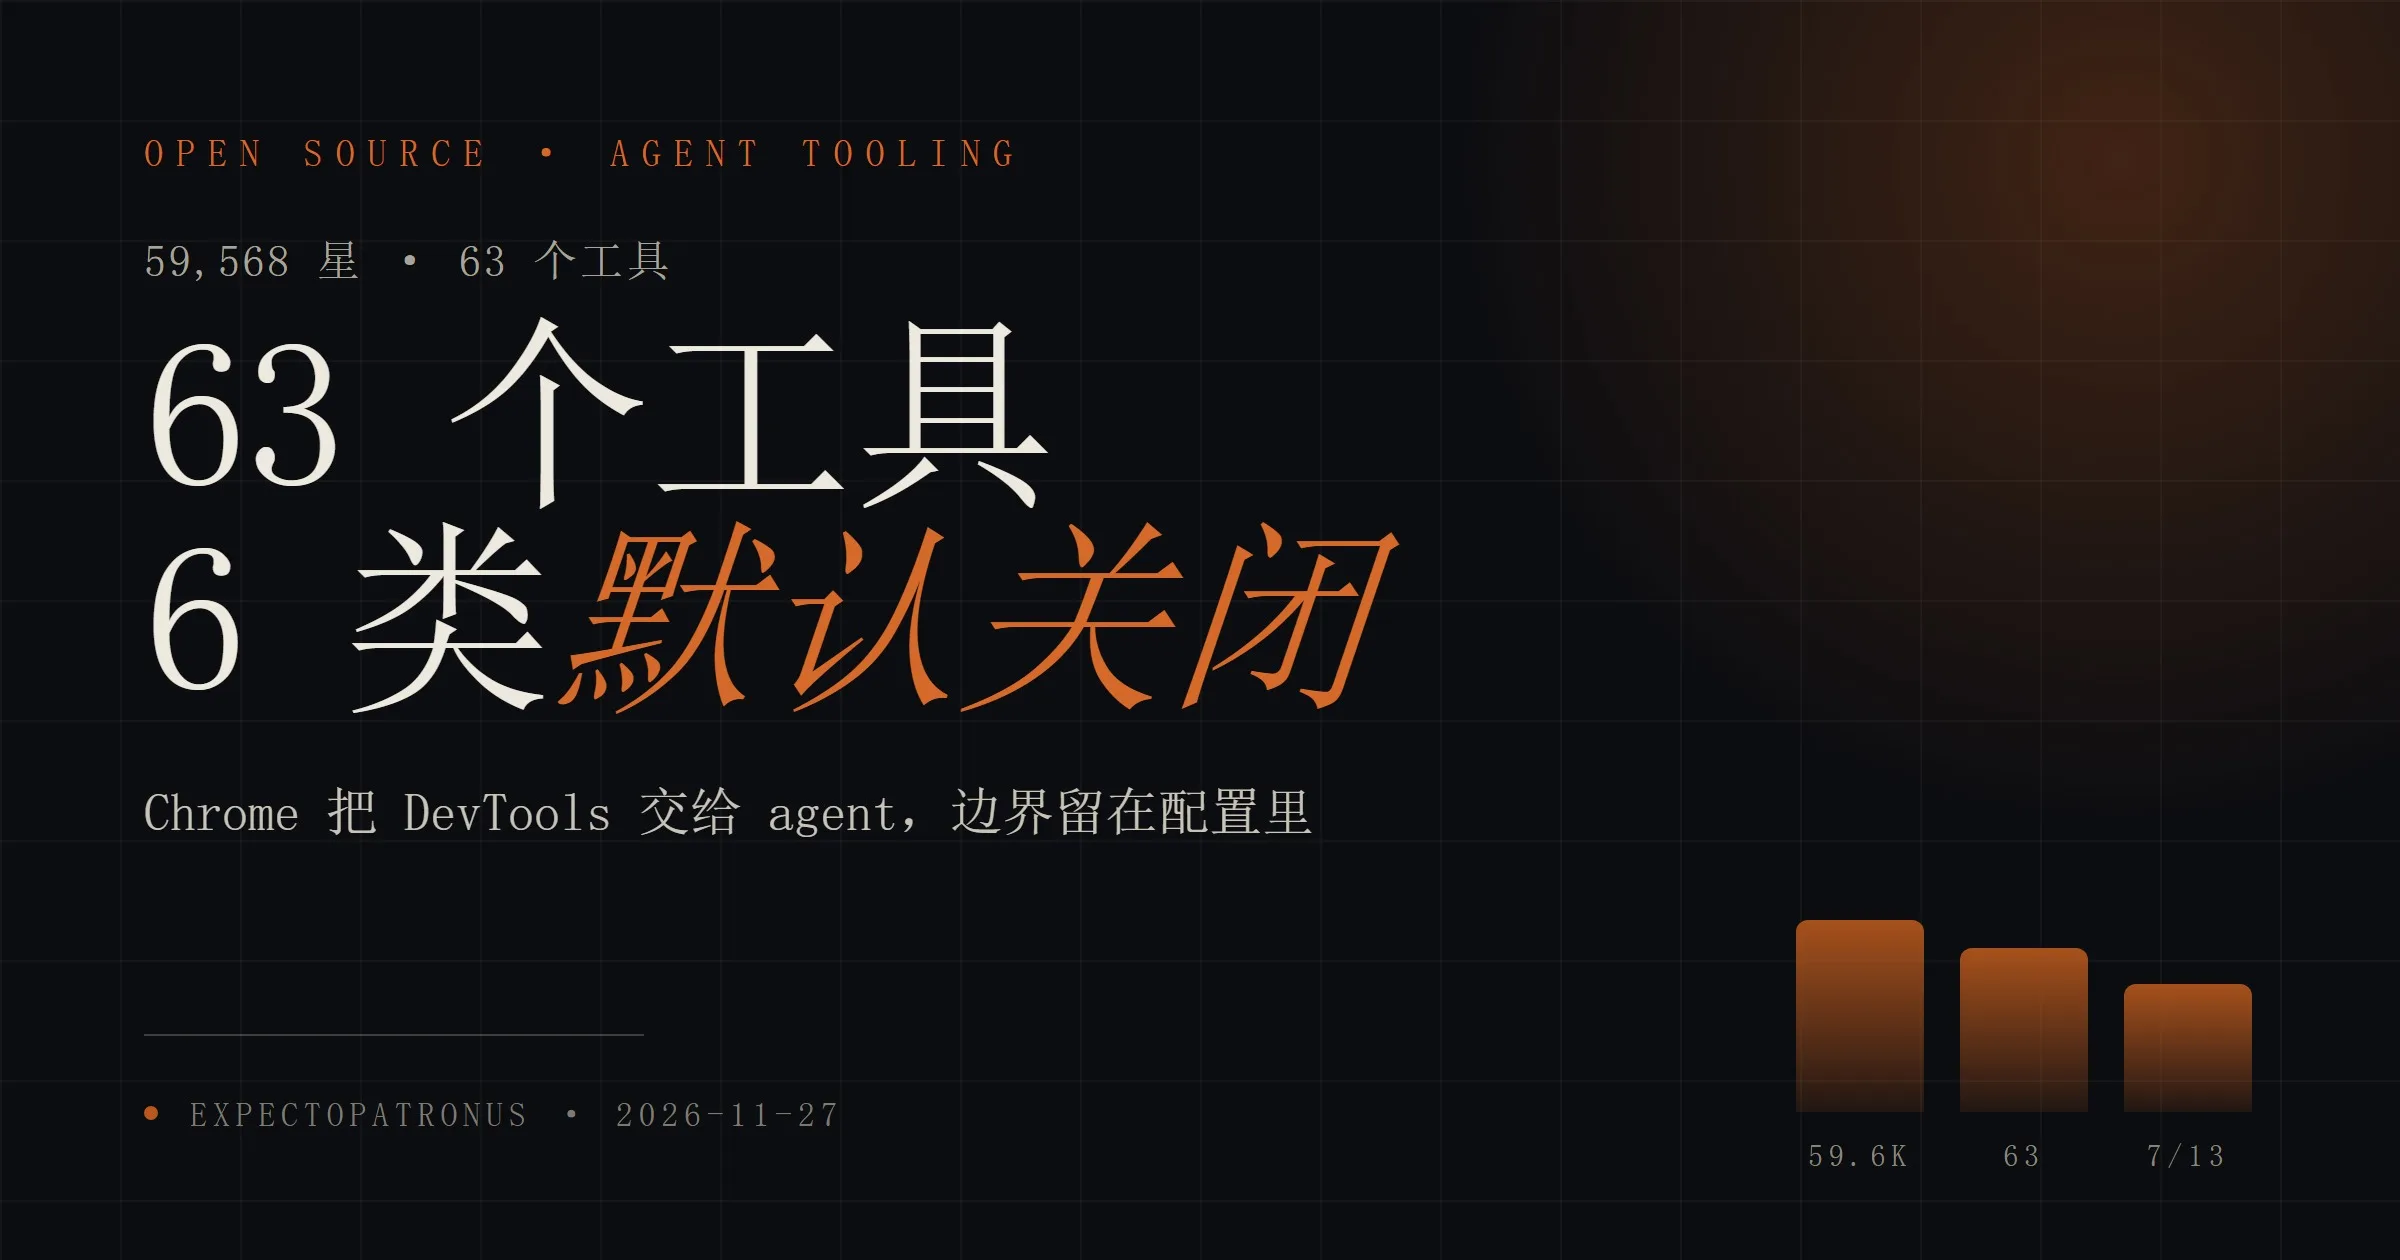 OPEN SOURCE • AGENT TOOLING
59,568 星 • 63 个工具
63 个工具
6 类默认关闭
Chrome 把 DevTools 交给 agent，边界留在配置里
EXPECTOPATRONUS • 2026-11-27
59.6K 63 7/13